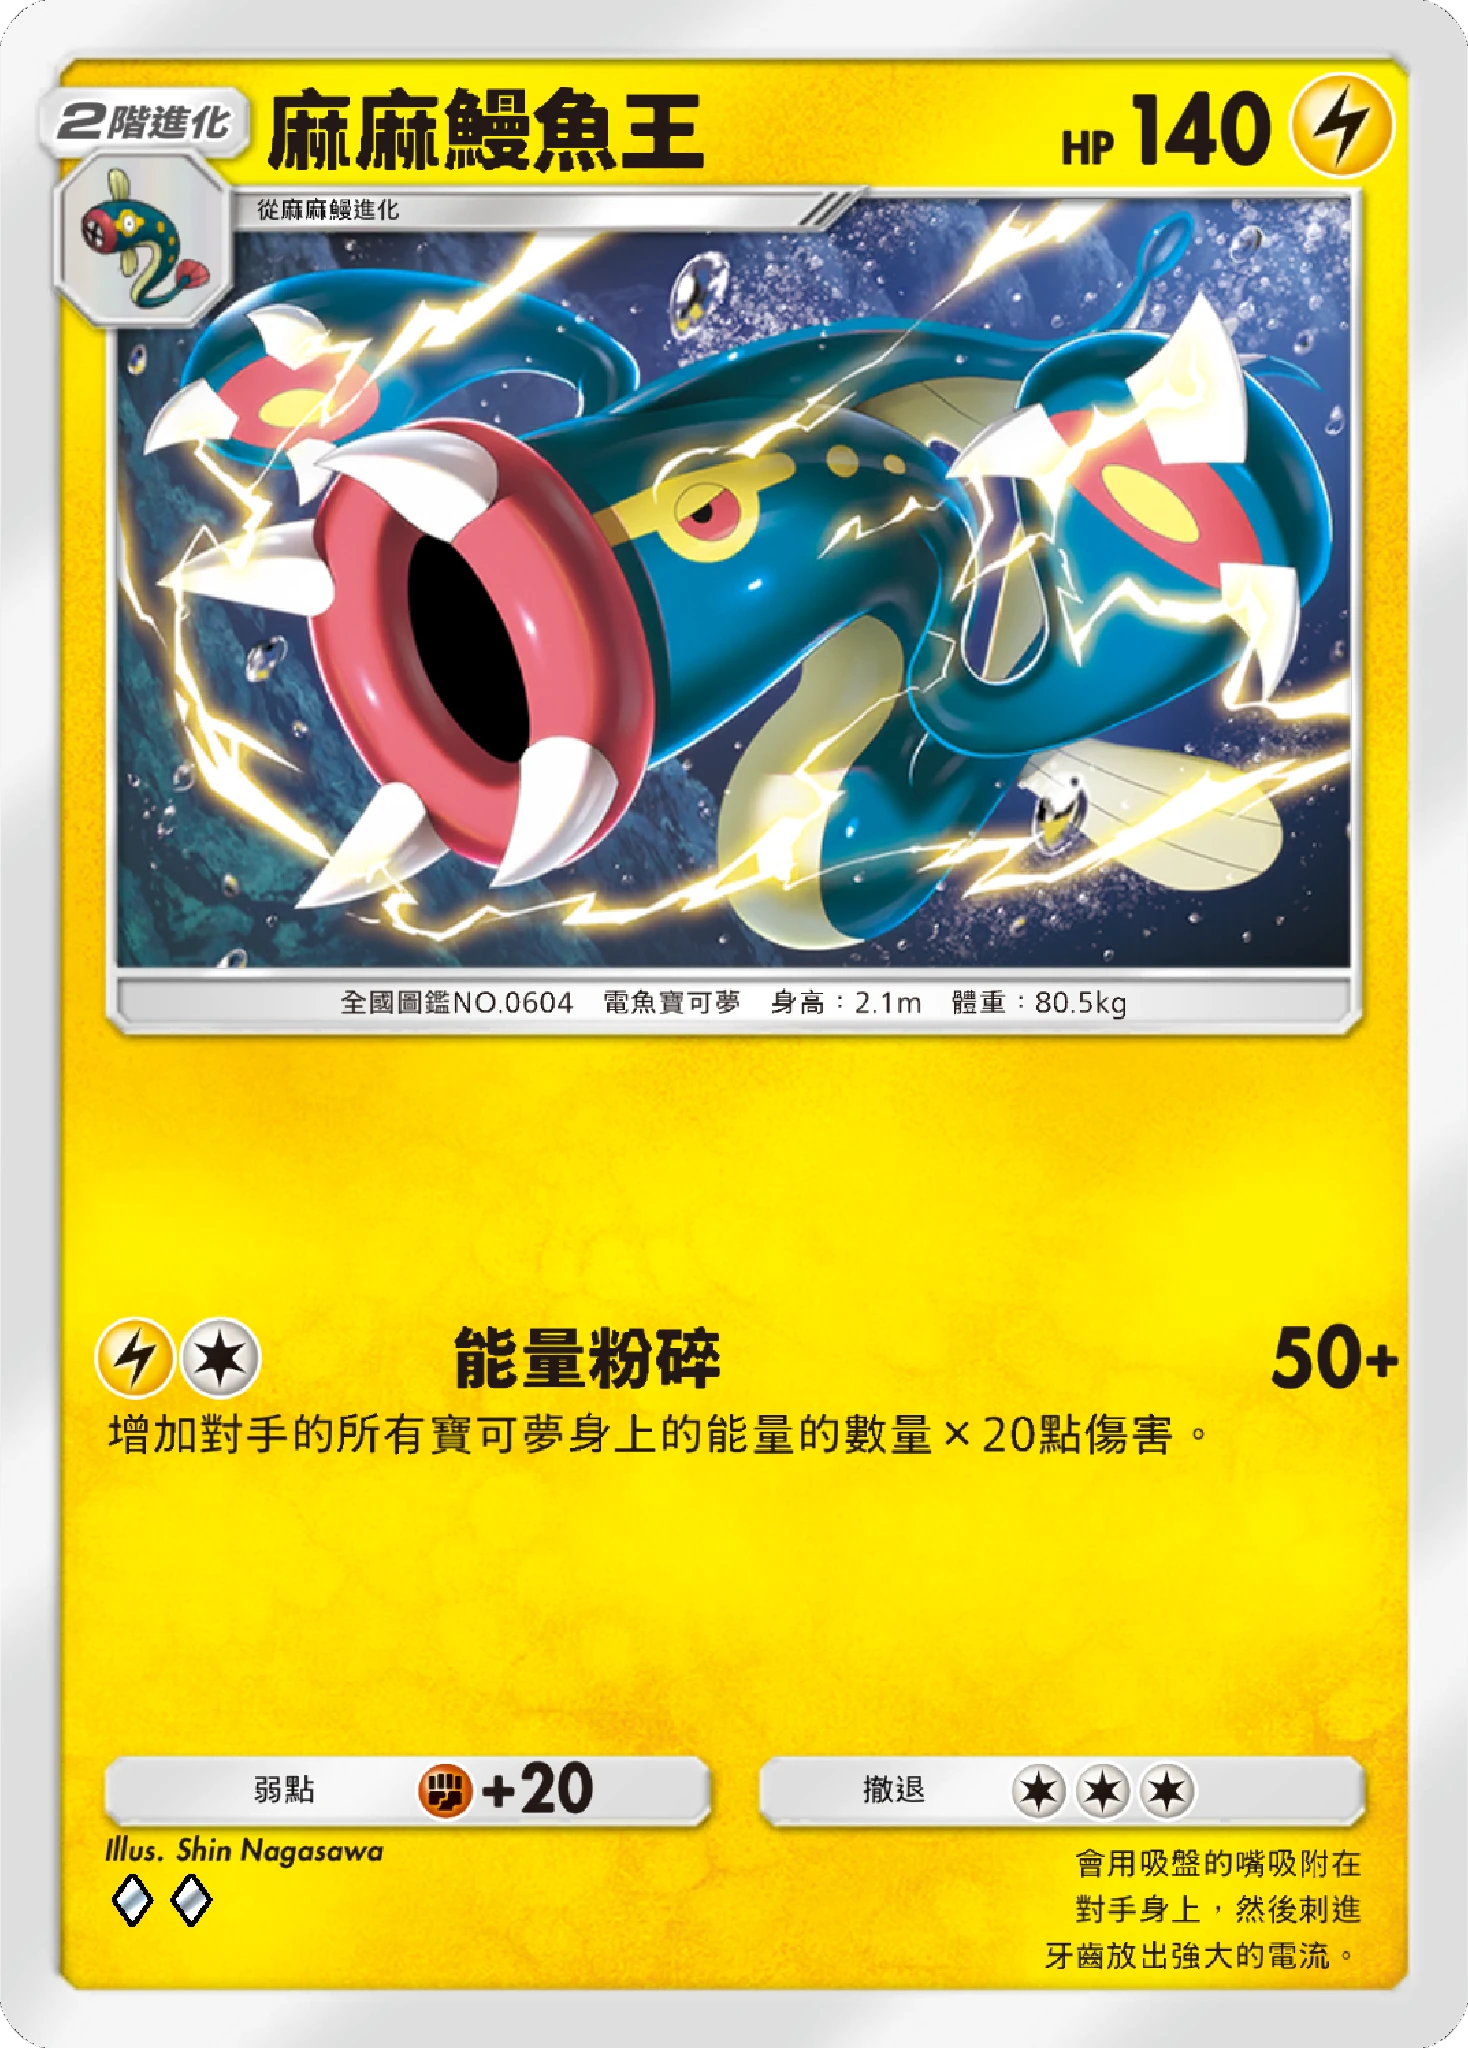 2階進化
麻麻鰻魚王
HP 140
從麻麻鰻進化
全國圖鑑NO.0604 電魚寶可夢 身高：2.1m 體重：80.5kg
能量粉碎 50+
增加對手的所有寶可夢身上的能量的數量×20點傷害。
弱點 +20
撤退
Illus. Shin Nagasawa
會用吸盤的嘴吸附在
對手身上，然後刺進
牙齒放出強大的電流。